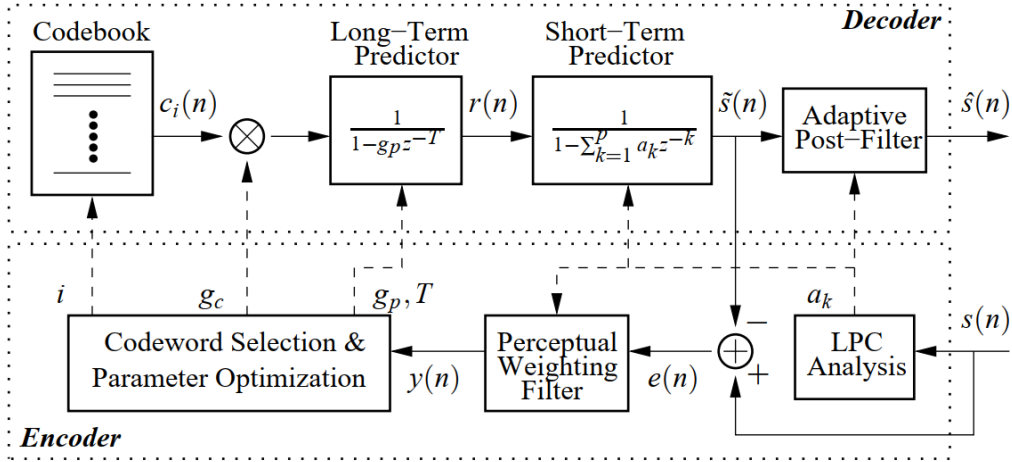 Decoder
Codebook
c_i(n)
Long−Term
Predictor
1
1−g_p z^{−T}
r(n)
Short−Term
Predictor
1
1−Σ_{k=1}^{p} a_k z^{−k}
s̃(n)
Adaptive
Post−Filter
ŝ(n)
i
g_c
g_p, T
a_k
s(n)
Codeword Selection &
Parameter Optimization
y(n)
Perceptual
Weighting
Filter
e(n)
−
+
+
LPC
Analysis
Encoder